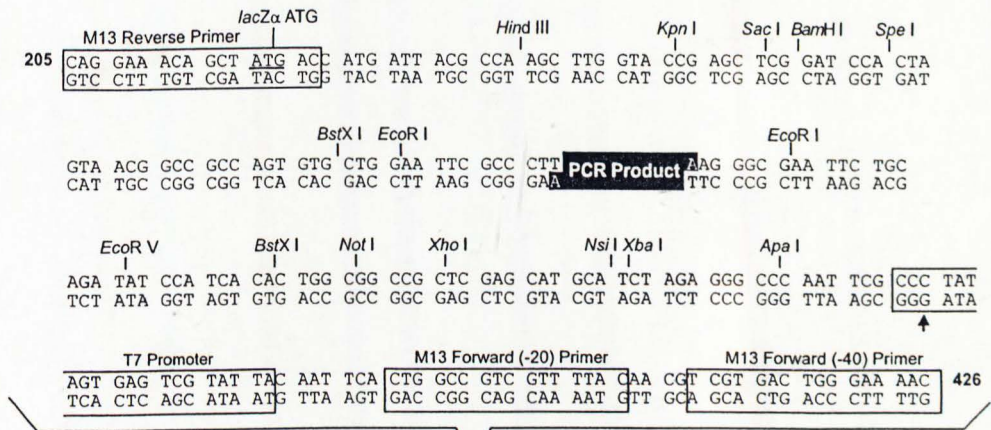 lacZα ATG
M13 Reverse Primer Hind III Kpn I Sac I BamH I Spe I
205 CAG GAA ACA GCT ATG ACC ATG ATT ACG CCA AGC TTG GTA CCG AGC TCG GAT CCA CTA
GTC CTT TGT CGA TAC TGG TAC TAA TGC GGT TCG AAC CAT GGC TCG AGC CTA GGT GAT
BstX I EcoR I EcoR I
GTA ACG GCC GCC AGT GTG CTG GAA TTC GCC CTT PCR Product AAG GGC GAA TTC TGC
CAT TGC CGG CGG TCA CAC GAC CTT AAG CGG GAA TTC CCG CTT AAG ACG
EcoR V BstX I Not I Xho I Nsi I Xba I Apa I
AGA TAT CCA TCA CAC TGG CGG CCG CTC GAG CAT GCA TCT AGA GGG CCC AAT TCG CCC TAT
TCT ATA GGT AGT GTG ACC GCC GGC GAG CTC GTA CGT AGA TCT CCC GGG TTA AGC GGG ATA
T7 Promoter M13 Forward (-20) Primer M13 Forward (-40) Primer
AGT GAG TCG TAT TAC AAT TCA CTG GCC GTC GTT TTA CAA CGT CGT GAC TGG GAA AAC 426
TCA CTC AGC ATA ATG TTA AGT GAC CGG CAG CAA AAT GTT GCA GCA CTG ACC CTT TTG